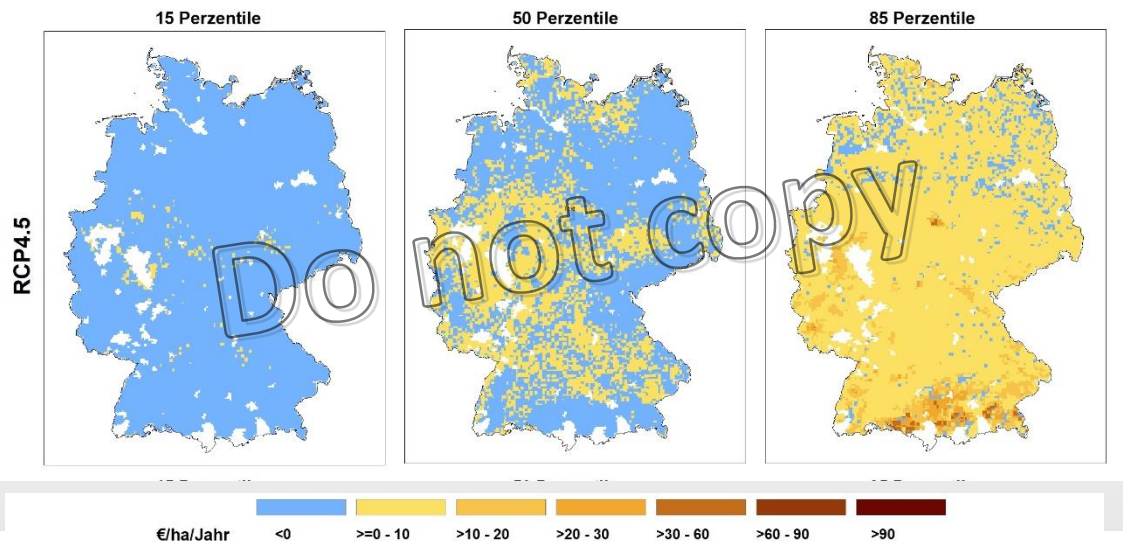 15 Perzentile
50 Perzentile
85 Perzentile
RCP4.5
Do not copy
€/ha/Jahr
<0
>=0 - 10
>10 - 20
>20 - 30
>30 - 60
>60 - 90
>90